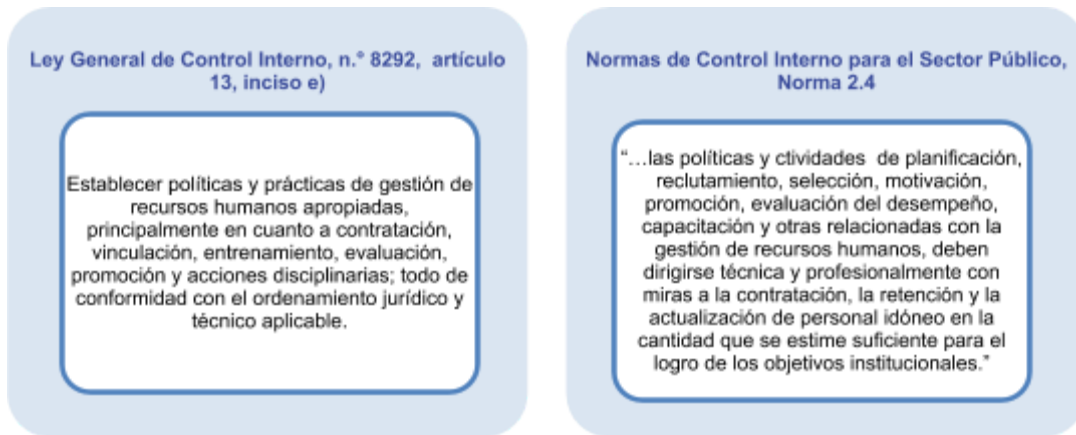 Ley General de Control Interno, n.° 8292, artículo
13, inciso e)
Establecer políticas y prácticas de gestión de
recursos humanos apropiadas,
principalmente en cuanto a contratación,
vinculación, entrenamiento, evaluación,
promoción y acciones disciplinarias; todo de
conformidad con el ordenamiento jurídico y
técnico aplicable.
Normas de Control Interno para el Sector Público,
Norma 2.4
“…las políticas y ctividades de planificación,
reclutamiento, selección, motivación,
promoción, evaluación del desempeño,
capacitación y otras relacionadas con la
gestión de recursos humanos, deben
dirigirse técnica y profesionalmente con
miras a la contratación, la retención y la
actualización de personal idóneo en la
cantidad que se estime suficiente para el
logro de los objetivos institucionales.”